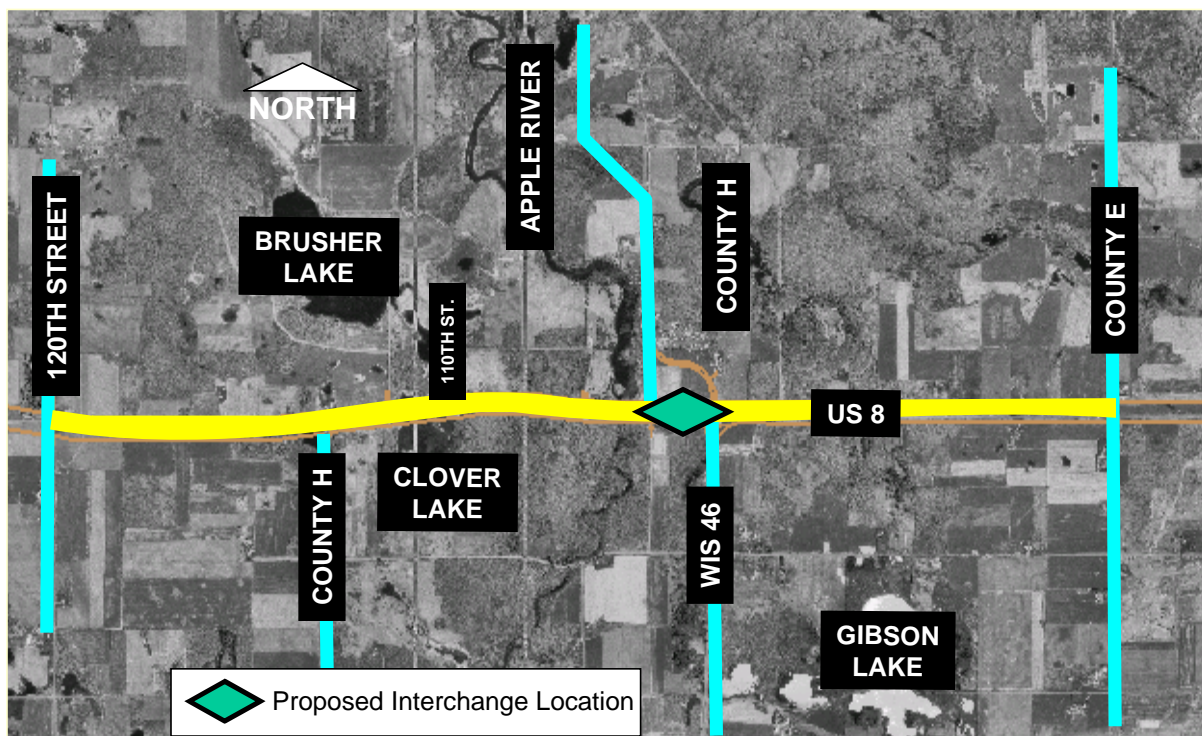 NORTH
APPLE RIVER
120TH STREET
BRUSHER
LAKE
110TH ST.
COUNTY H
COUNTY E
US 8
COUNTY H
CLOVER
LAKE
WIS 46
GIBSON
LAKE
Proposed Interchange Location